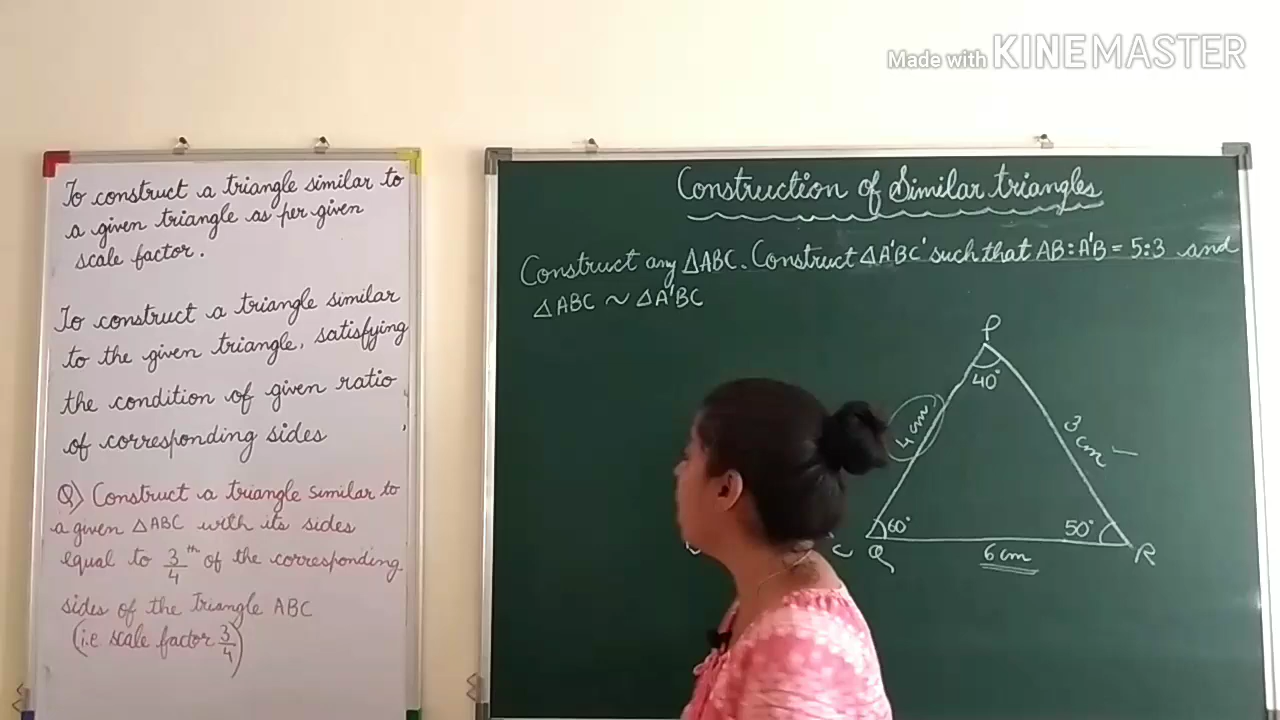 Made with KINEMASTER
To construct a triangle similar to
a given triangle as per given
scale factor.
To construct a triangle similar
to the given triangle, satisfying
the condition of given ratio
of corresponding sides
Q) Construct a triangle similar to
a given △ABC with its sides
equal to 3/4 th of the corresponding
sides of the triangle ABC
(i.e scale factor 3/4)
Construction of Similar triangles
Construct any △ABC. Construct △A'BC' such that AB:A'B = 5:3 and
△ABC ~ △A'BC
P
40°
4 cm
3 cm
60°
50°
C
Q
6 cm
R